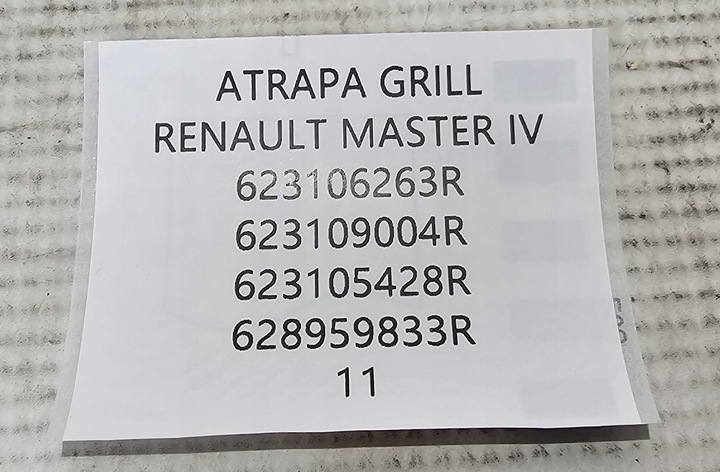 ATRAPA GRILL
RENAULT MASTER IV
623106263R
623109004R
623105428R
628959833R
11